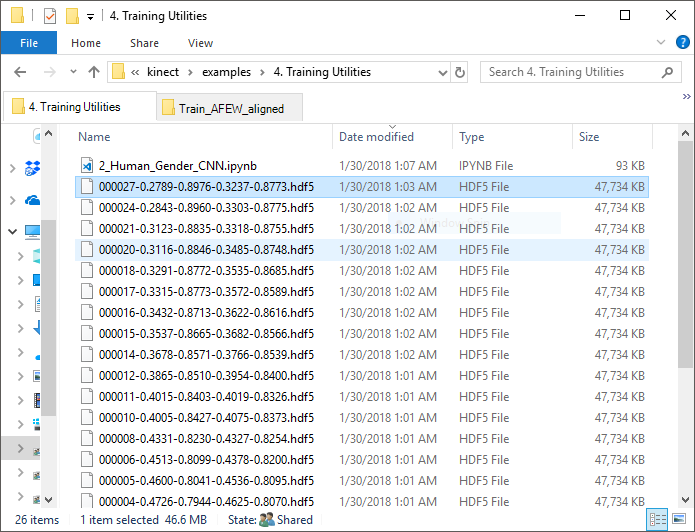 4. Training Utilities
File Home Share View
« kinect > examples > 4. Training Utilities Search 4. Training Utilities
4. Training Utilities Train_AFEW_aligned »
Name Date modified Type Size
2_Human_Gender_CNN.ipynb 1/30/2018 1:07 AM IPYNB File 93 KB
000027-0.2789-0.8976-0.3237-0.8773.hdf5 1/30/2018 1:03 AM HDF5 File 47,734 KB
000024-0.2843-0.8960-0.3303-0.8775.hdf5 1/30/2018 1:02 AM HDF5 File 47,734 KB
000021-0.3123-0.8835-0.3318-0.8755.hdf5 1/30/2018 1:02 AM HDF5 File 47,734 KB
000020-0.3116-0.8846-0.3485-0.8748.hdf5 1/30/2018 1:02 AM HDF5 File 47,734 KB
000018-0.3291-0.8772-0.3535-0.8685.hdf5 1/30/2018 1:02 AM HDF5 File 47,734 KB
000017-0.3315-0.8773-0.3572-0.8589.hdf5 1/30/2018 1:02 AM HDF5 File 47,734 KB
000016-0.3432-0.8713-0.3622-0.8616.hdf5 1/30/2018 1:02 AM HDF5 File 47,734 KB
000015-0.3537-0.8665-0.3682-0.8566.hdf5 1/30/2018 1:02 AM HDF5 File 47,734 KB
000014-0.3678-0.8571-0.3766-0.8539.hdf5 1/30/2018 1:02 AM HDF5 File 47,734 KB
000012-0.3865-0.8510-0.3954-0.8400.hdf5 1/30/2018 1:01 AM HDF5 File 47,734 KB
000011-0.4015-0.8403-0.4019-0.8326.hdf5 1/30/2018 1:01 AM HDF5 File 47,734 KB
000010-0.4005-0.8427-0.4075-0.8373.hdf5 1/30/2018 1:01 AM HDF5 File 47,734 KB
000008-0.4331-0.8230-0.4327-0.8254.hdf5 1/30/2018 1:01 AM HDF5 File 47,734 KB
000006-0.4513-0.8099-0.4378-0.8200.hdf5 1/30/2018 1:01 AM HDF5 File 47,734 KB
000005-0.4600-0.8041-0.4536-0.8095.hdf5 1/30/2018 1:01 AM HDF5 File 47,734 KB
000004-0.4726-0.7944-0.4625-0.8070.hdf5 1/30/2018 1:01 AM HDF5 File 47,734 KB
26 items 1 item selected 46.6 MB State: Shared